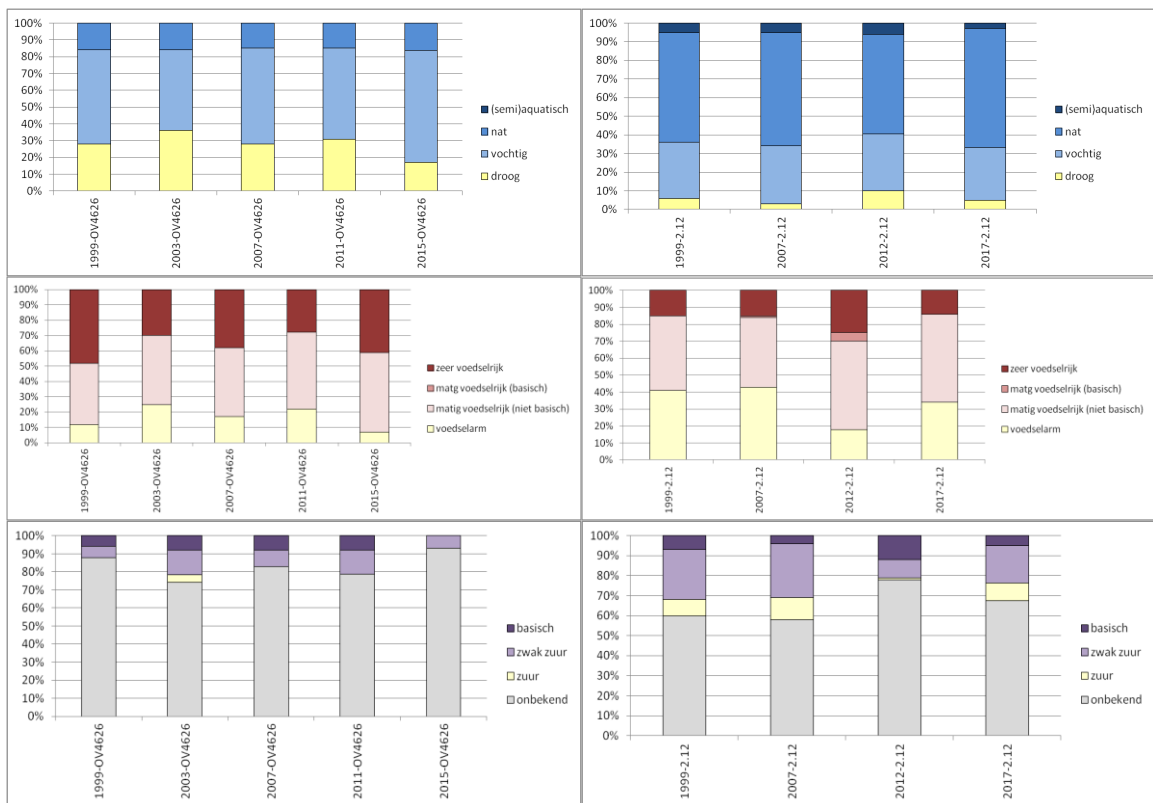 100%
90%
80%
70%
60%
50%
40%
30%
20%
10%
0%
(semi)aquatisch
nat
vochtig
droog
1999-OV4626
2003-OV4626
2007-OV4626
2011-OV4626
2015-OV4626
100%
90%
80%
70%
60%
50%
40%
30%
20%
10%
0%
(semi)aquatisch
nat
vochtig
droog
1999-2.12
2007-2.12
2012-2.12
2017-2.12
100%
90%
80%
70%
60%
50%
40%
30%
20%
10%
0%
zeer voedselrijk
matg voedselrijk (basisch)
matig voedselrijk (niet basisch)
voedselarm
1999-OV4626
2003-OV4626
2007-OV4626
2011-OV4626
2015-OV4626
100%
90%
80%
70%
60%
50%
40%
30%
20%
10%
0%
zeer voedselrijk
matg voedselrijk (basisch)
matig voedselrijk (niet basisch)
voedselarm
1999-2.12
2007-2.12
2012-2.12
2017-2.12
100%
90%
80%
70%
60%
50%
40%
30%
20%
10%
0%
basisch
zwak zuur
zuur
onbekend
1999-OV4626
2003-OV4626
2007-OV4626
2011-OV4626
2015-OV4626
100%
90%
80%
70%
60%
50%
40%
30%
20%
10%
0%
basisch
zwak zuur
zuur
onbekend
1999-2.12
2007-2.12
2012-2.12
2017-2.12